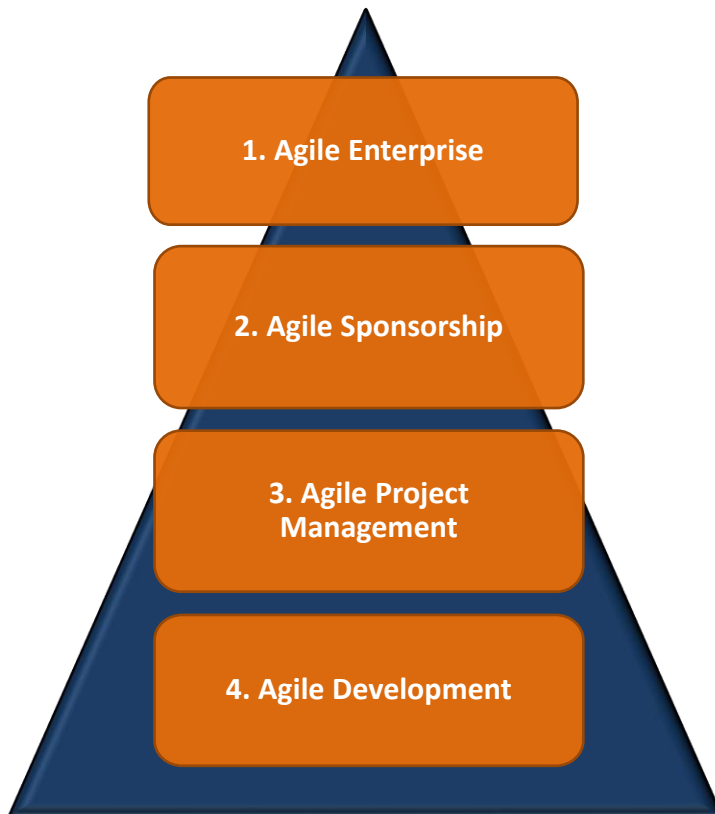 1. Agile Enterprise
2. Agile Sponsorship
3. Agile Project
Management
4. Agile Development